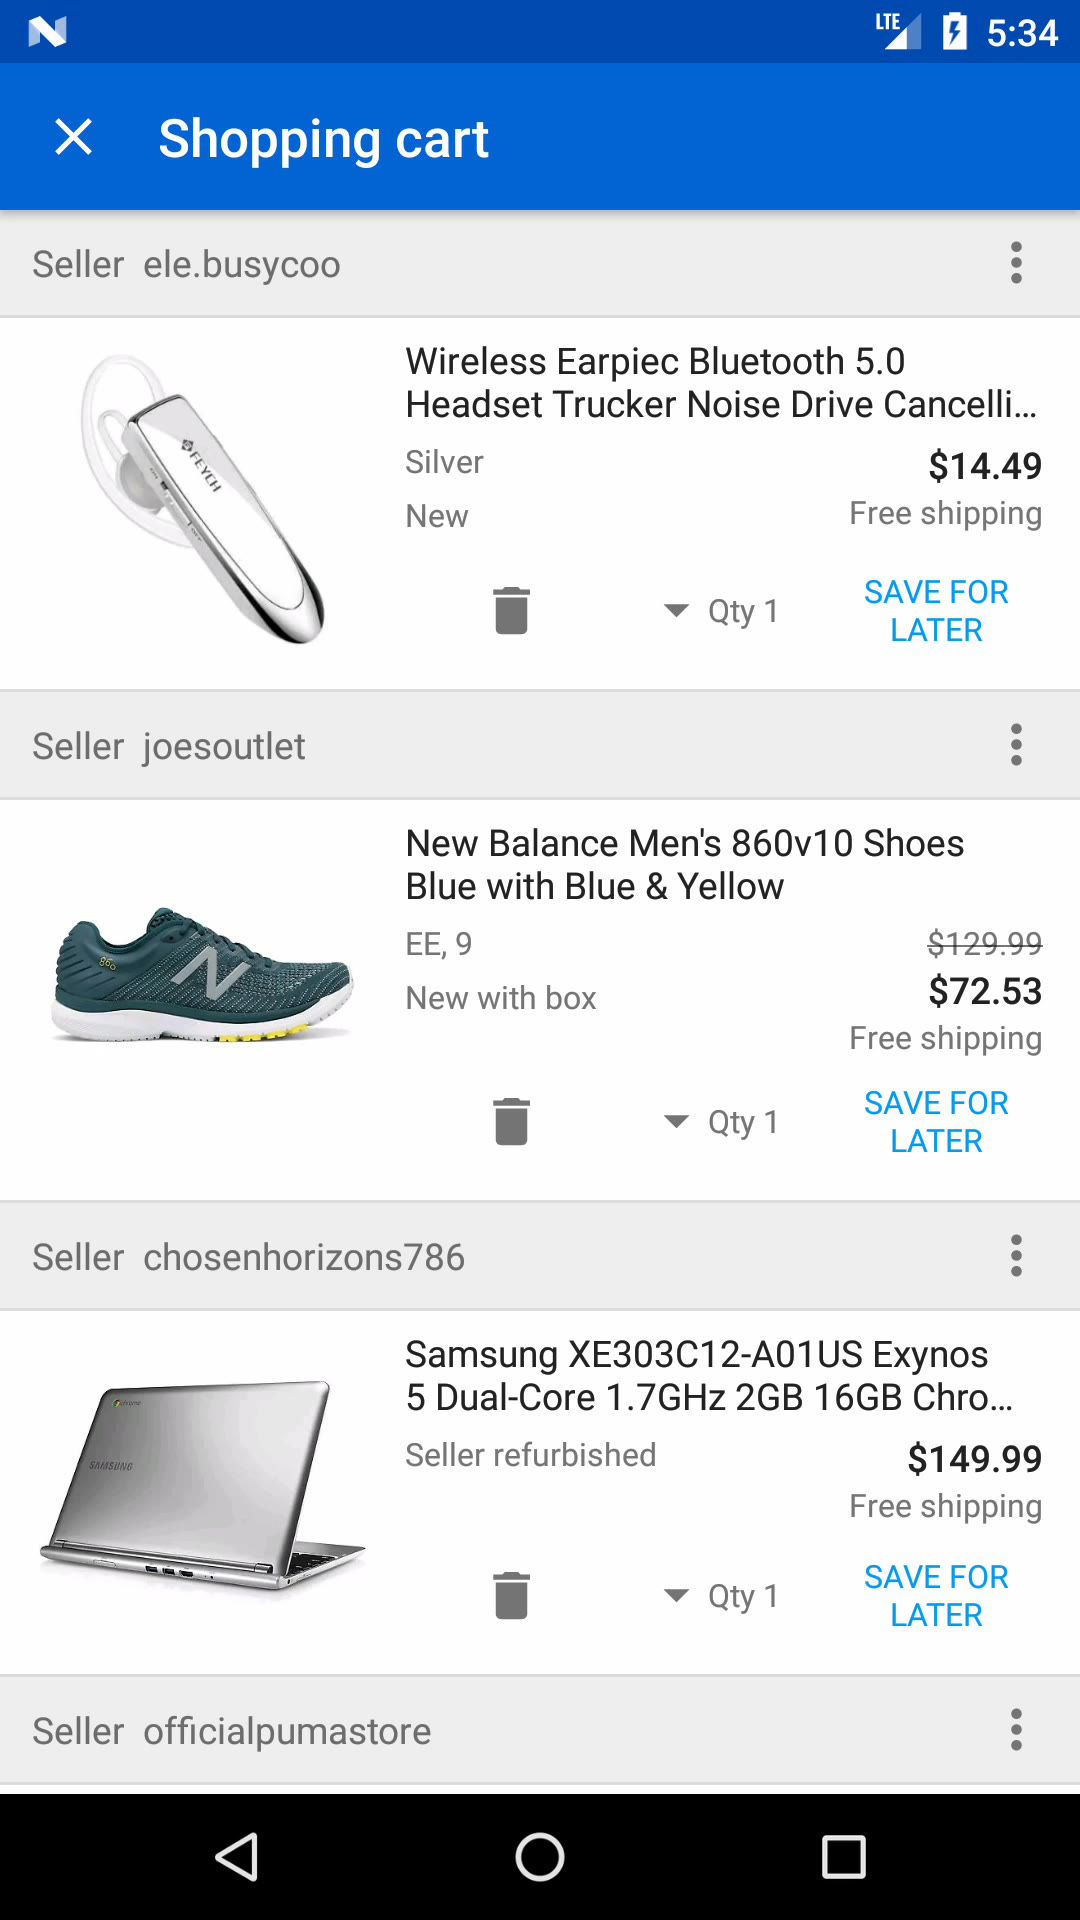 LTE 5:34
Shopping cart
Seller ele.busycoo
Wireless Earpiec Bluetooth 5.0
Headset Trucker Noise Drive Cancelli...
Silver
$14.49
New
Free shipping
FEYCH
Qty 1
SAVE FOR
LATER
Seller joesoutlet
New Balance Men's 860v10 Shoes
Blue with Blue & Yellow
EE, 9
$129.99
$72.53
New with box
Free shipping
860
N
Qty 1
SAVE FOR
LATER
Seller chosenhorizons786
Samsung XE303C12-A01US Exynos
5 Dual-Core 1.7GHz 2GB 16GB Chro...
Seller refurbished
$149.99
Free shipping
chrome
SAMSUNG
Qty 1
SAVE FOR
LATER
Seller officialpumastore